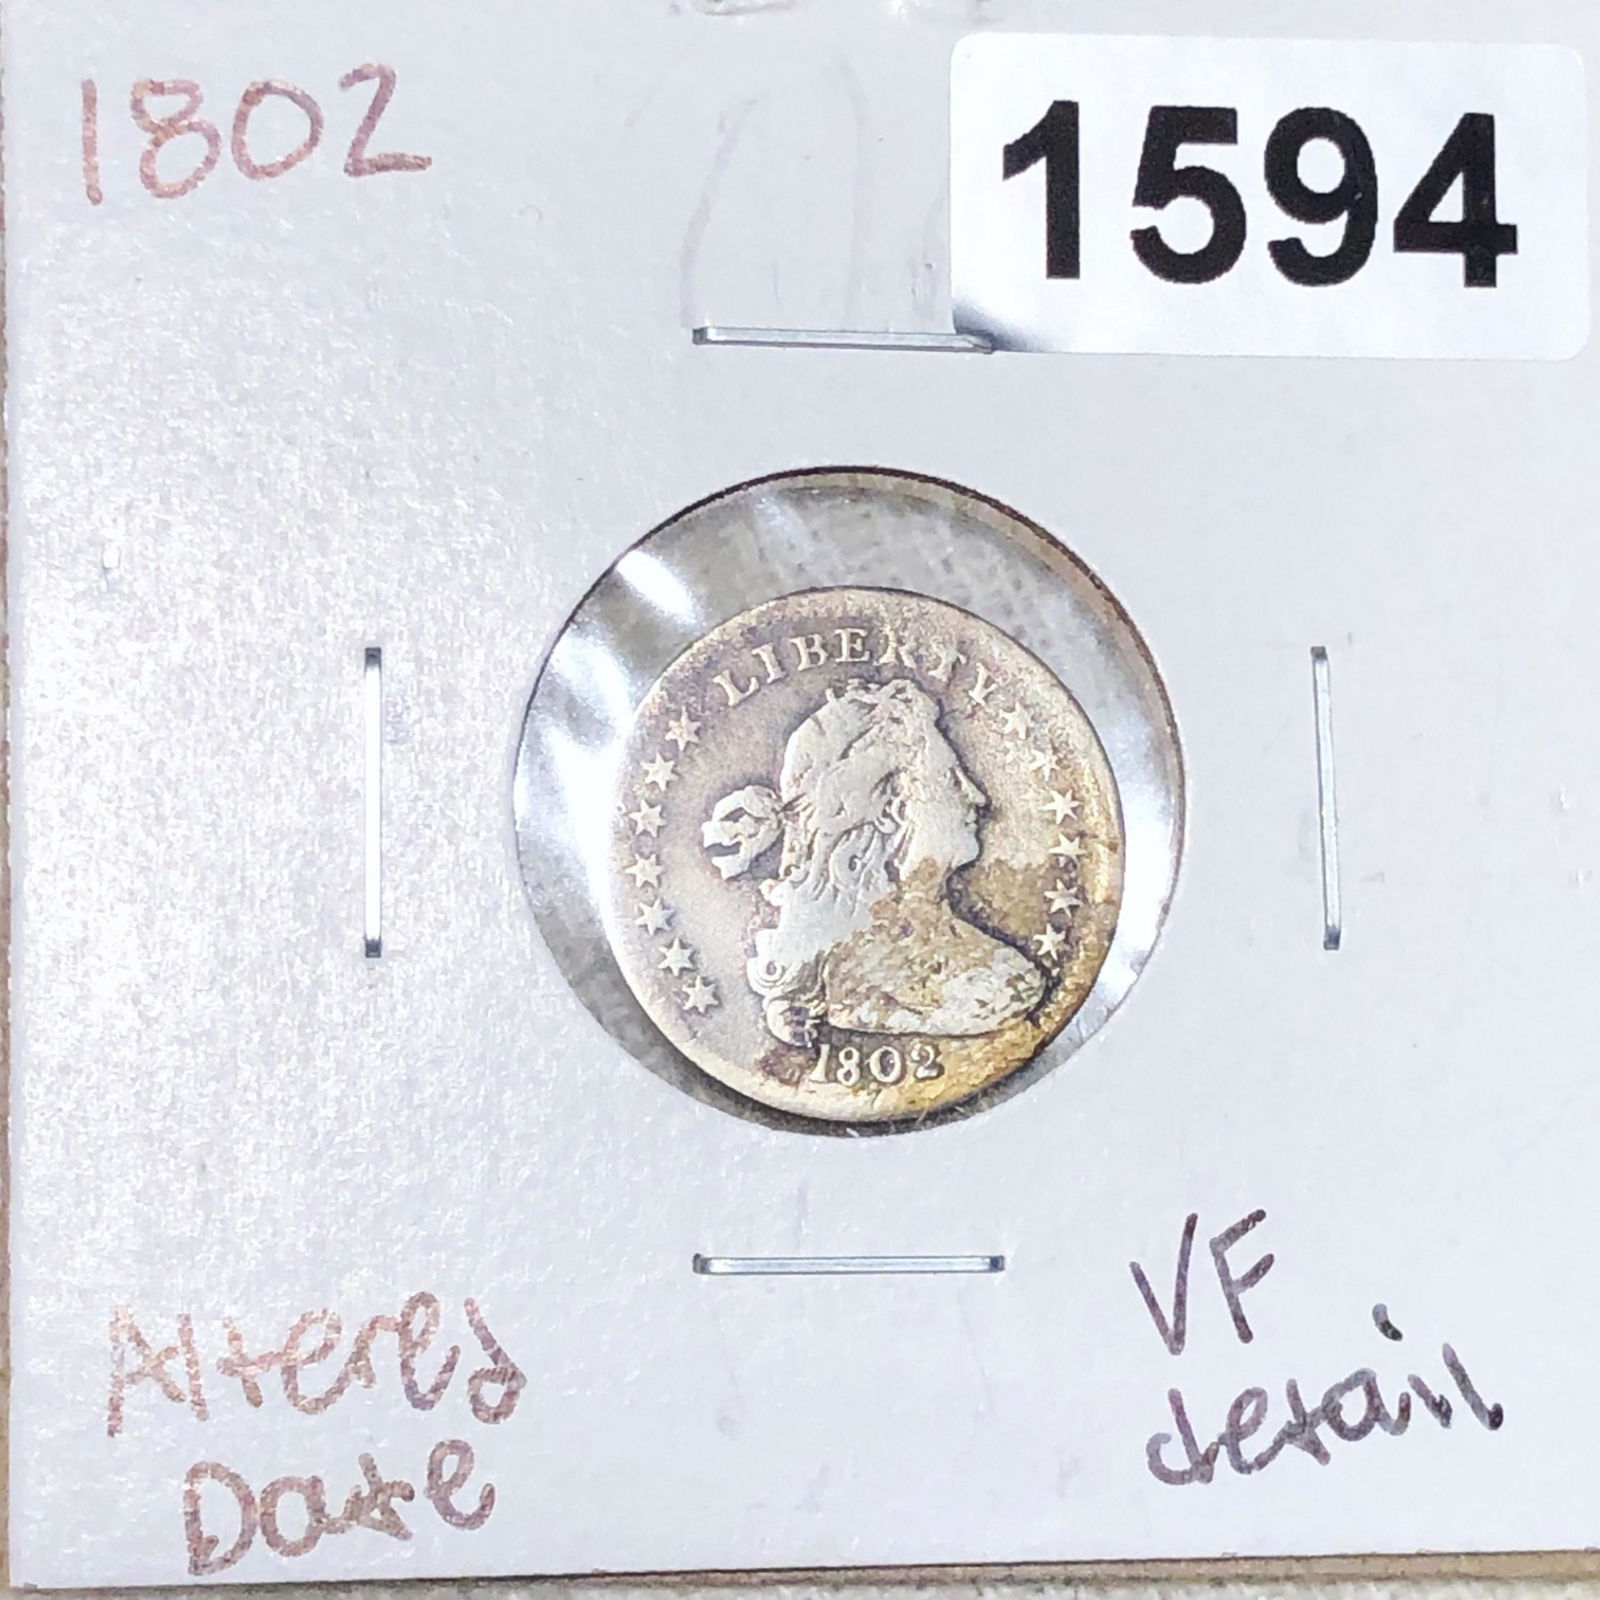 1802
1594
LIBERTY
1802
Altered
Date
VF
detail